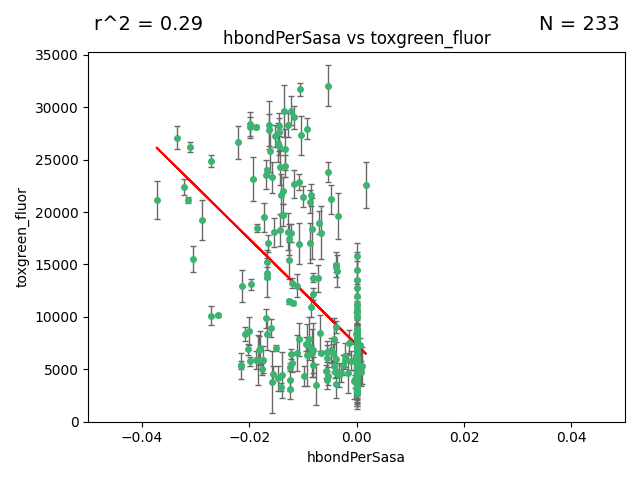 r^2 = 0.29
N = 233
hbondPerSasa vs toxgreen_fluor
35000
30000
25000
20000
15000
10000
5000
0
toxgreen_fluor
−0.04
−0.02
0.00
0.02
0.04
hbondPerSasa